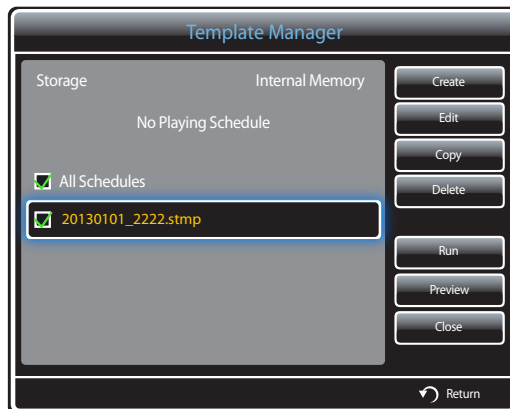 Template Manager
Storage Internal Memory
No Playing Schedule
All Schedules
20130101_2222.stmp
Create
Edit
Copy
Delete
Run
Preview
Close
Return